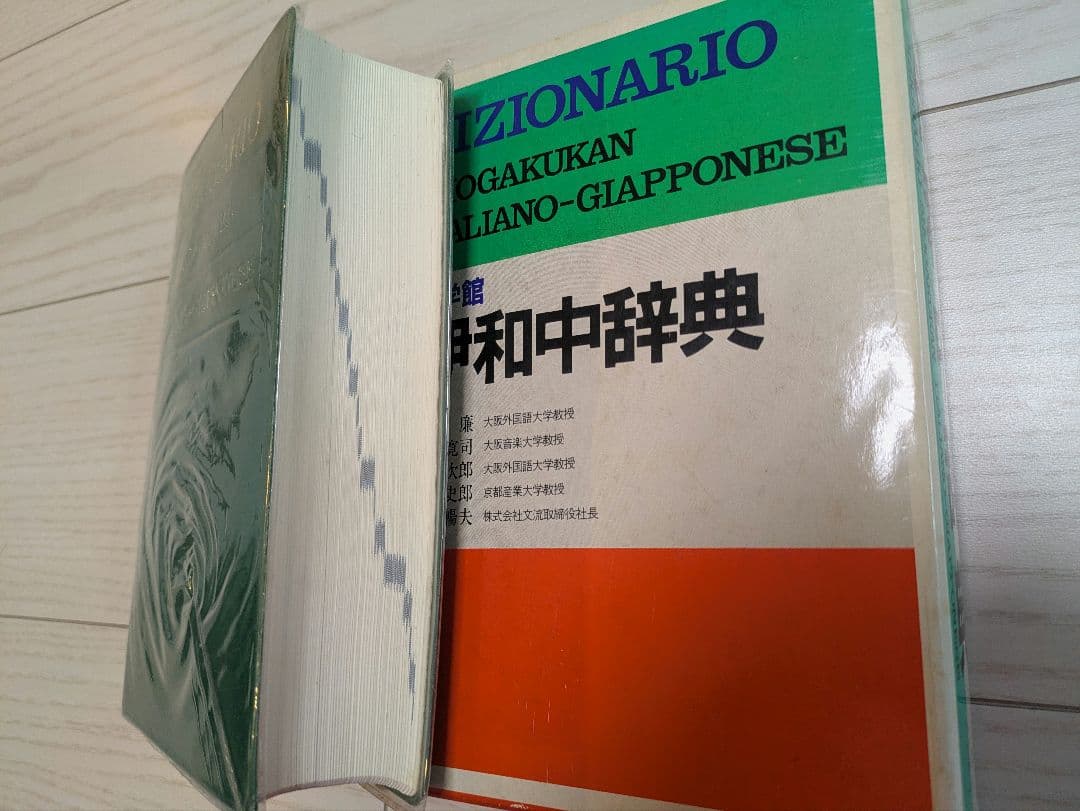 IZIONARIO
OGAKUKAN
ALIANO-GIAPPONESE
学館
伊和中辞典
廉 大阪外国語大学教授
寛司 大阪音楽大学教授
郎 大阪外国語大学教授
史郎 京都産業大学教授
夫 株式会社文流取締役社長